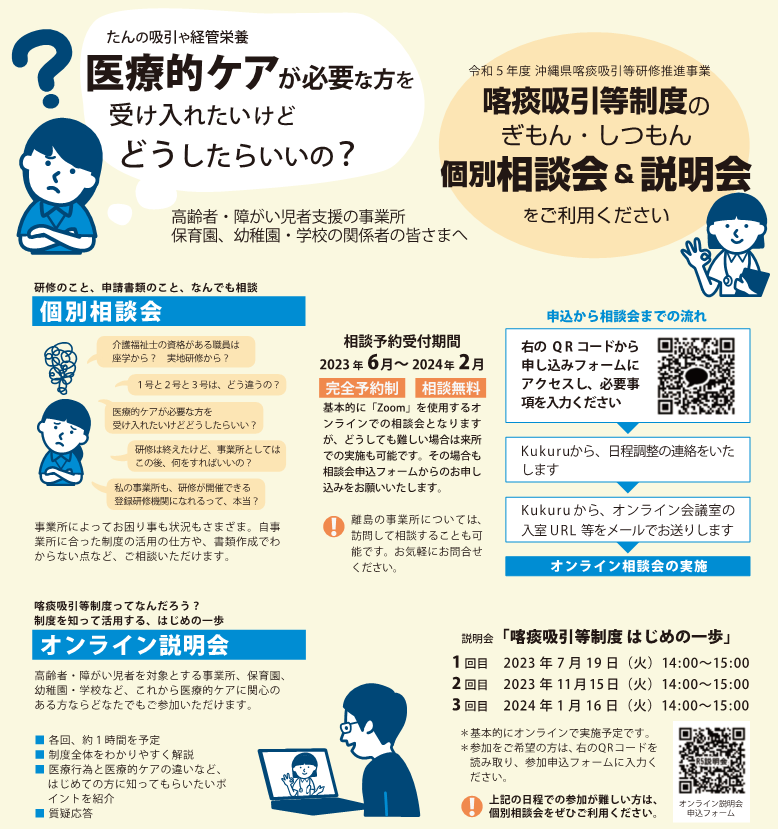 たんの吸引や経管栄養
医療的ケアが必要な方を
受け入れたいけど
どうしたらいいの？
高齢者・障がい児者支援の事業所
保育園、幼稚園・学校の関係者の皆さまへ
令和５年度 沖縄県喀痰吸引等研修推進事業
喀痰吸引等制度の
ぎもん・しつもん
個別相談会＆説明会
をご利用ください
研修のこと、申請書類のこと、なんでも相談
個別相談会
介護福祉士の資格がある職員は
座学から？　実地研修から？
１号と２号と３号は、どう違うの？
医療的ケアが必要な方を
受け入れたいけどどうしたらいい？
研修は終えたけど、事業所としては
この後、何をすればいいの？
私の事業所も、研修が開催できる
登録研修機関になれるって、本当？
事業所によってお困り事も状況もさまざま。自事
業所に合った制度の活用の仕方や、書類作成でわ
からない点など、ご相談いただけます。
相談予約受付期間
2023 年 6月〜 2024年 2月
完全予約制　相談無料
基本的に「Zoom」を使用するオ
ンラインでの相談会となります
が、どうしても難しい場合は来所
での実施も可能です。その場合も
相談会申込フォームからのお申し
込みをお願いいたします。
離島の事業所については、
訪問して相談することも可
能です。お気軽にお問合せ
ください。
申込から相談会までの流れ
右の QRコードから
申し込みフォームに
アクセスし、必要事
項を入力ください
Kukuruから、日程調整の連絡をいた
します
Kukuruから、オンライン会議室の
入室URL 等をメールでお送りします
オンライン相談会の実施
喀痰吸引等制度ってなんだろう？
制度を知って活用する、はじめの一歩
オンライン説明会
高齢者・障がい児者を対象とする事業所、保育園、
幼稚園・学校など、これから医療的ケアに関心の
ある方ならどなたでもご参加いただけます。
■ 各回、約１時間を予定
■ 制度全体をわかりやすく解説
■ 医療行為と医療的ケアの違いなど、
はじめての方に知ってもらいたいポ
イントを紹介
■ 質疑応答
説明会「喀痰吸引等制度 はじめの一歩」
1回目　2023 年 7 月 19 日（火）14:00〜15:00
2回目　2023 年 11月15日（火）14:00〜15:00
3回目　2024 年 1 月 16 日（火）14:00〜15:00
＊基本的にオンラインで実施予定です。
＊参加をご希望の方は、右のQRコードを
読み取り、参加申込フォームに入力く
ださい。
上記の日程での参加が難しい方は、
個別相談会をぜひご利用ください。
R5説明会
オンライン説明会
申込フォーム